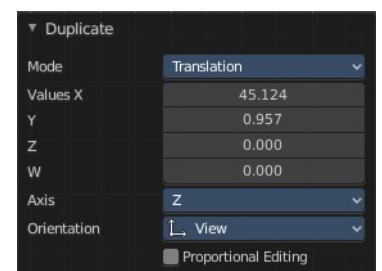 Duplicate
Mode Translation
Values X 45.124
Y 0.957
Z 0.000
W 0.000
Axis Z
Orientation View
Proportional Editing